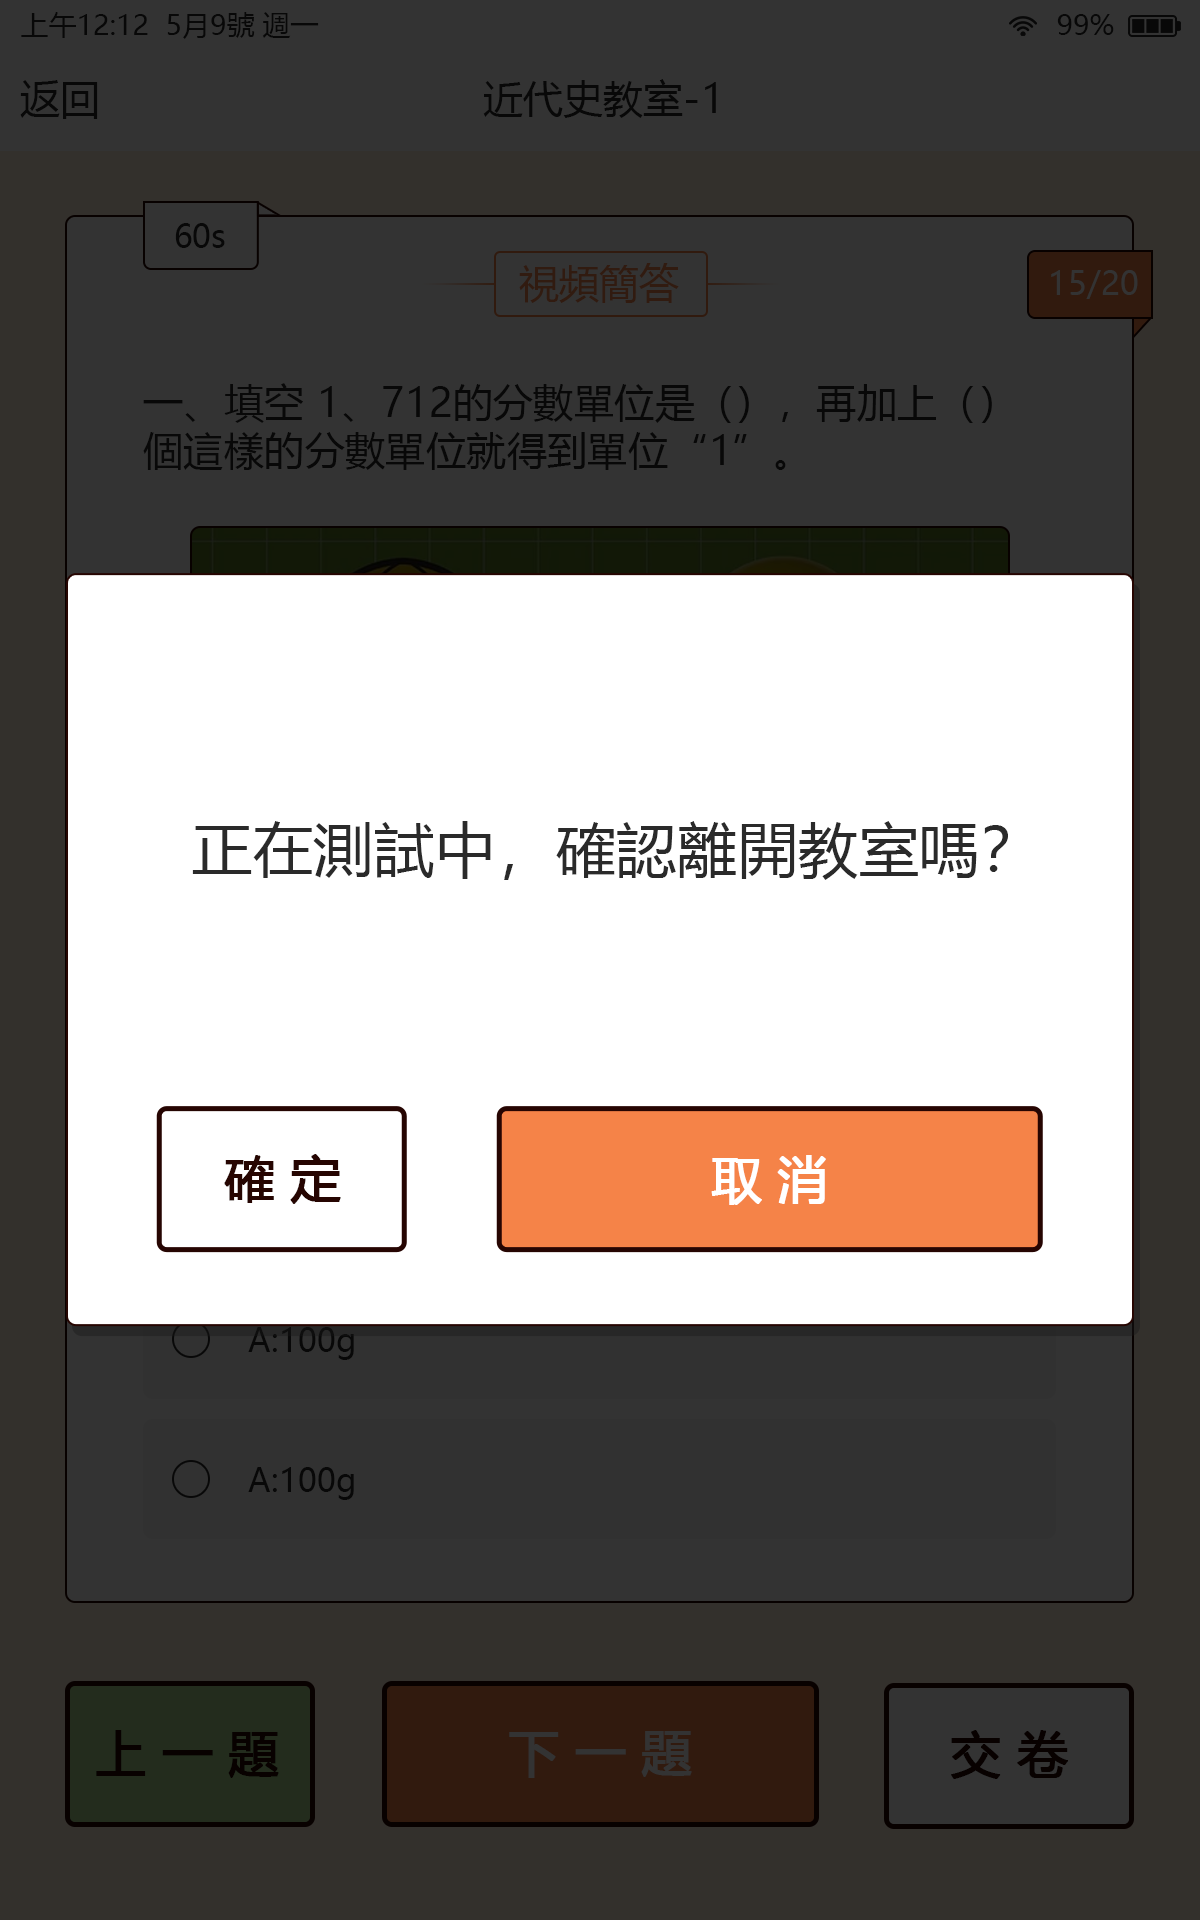 上午12:12 5月9號 週一 99%
返回 近代史教室-1
60s
視頻簡答
15/20
一、填空 1、712的分數單位是（），再加上（）
個這樣的分數單位就得到單位“1”。
正在測試中，確認離開教室嗎？
確定 取消
A:100g
A:100g
上一題 下一題 交卷